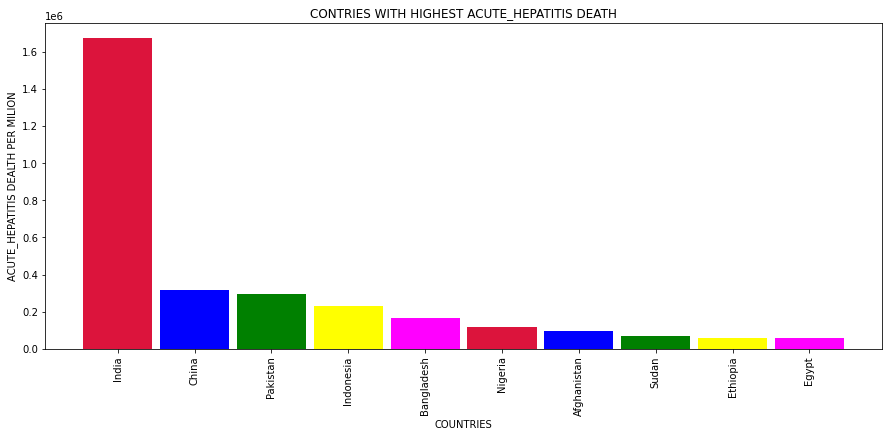 CONTRIES WITH HIGHEST ACUTE_HEPATITIS DEATH
1e6
1.6
1.4
1.2
1.0
0.8
0.6
0.4
0.2
0.0
ACUTE_HEPATITIS DEALTH PER MILION
India
China
Pakistan
Indonesia
Bangladesh
Nigeria
Afghanistan
Sudan
Ethiopia
Egypt
COUNTRIES